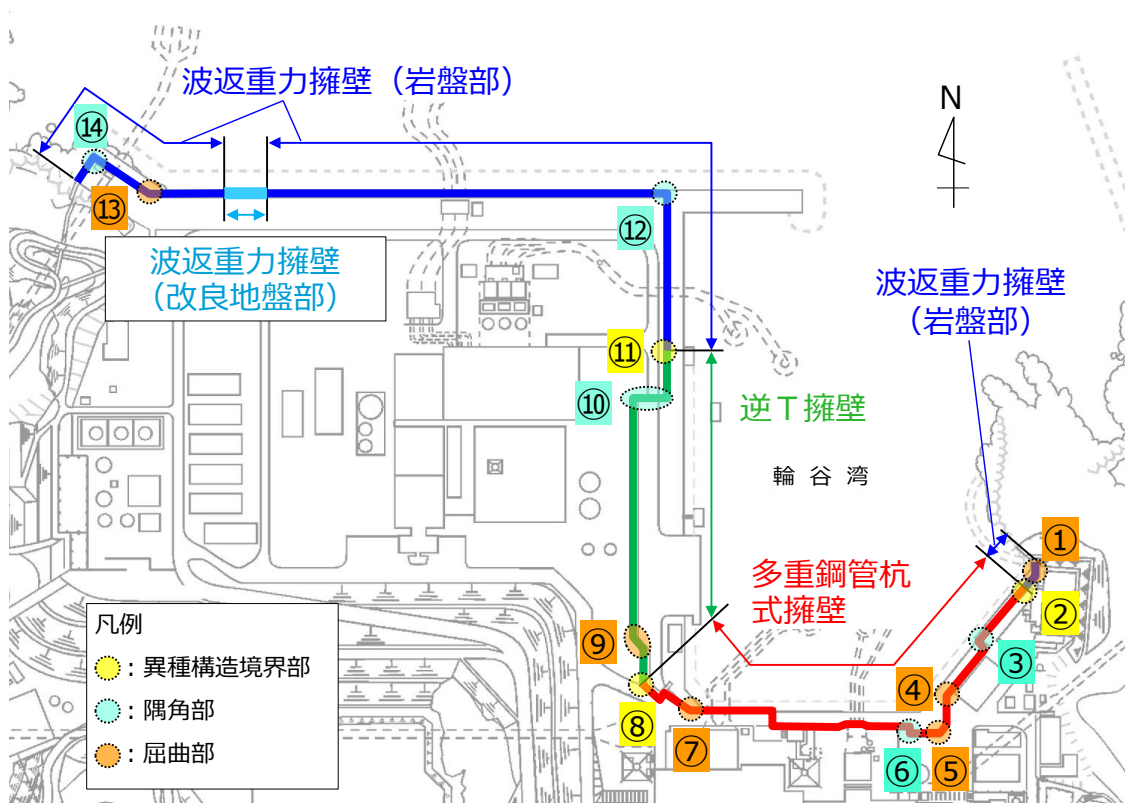 波返重力擁壁（岩盤部）
N
⑭
⑬
⑫
波返重力擁壁
（改良地盤部）
波返重力擁壁
（岩盤部）
⑪
⑩
逆Ｔ擁壁
輪 谷 湾
①
多重鋼管杭
式擁壁
②
凡例
：異種構造境界部
：隅角部
：屈曲部
⑨
③
④
⑧
⑦
⑥
⑤